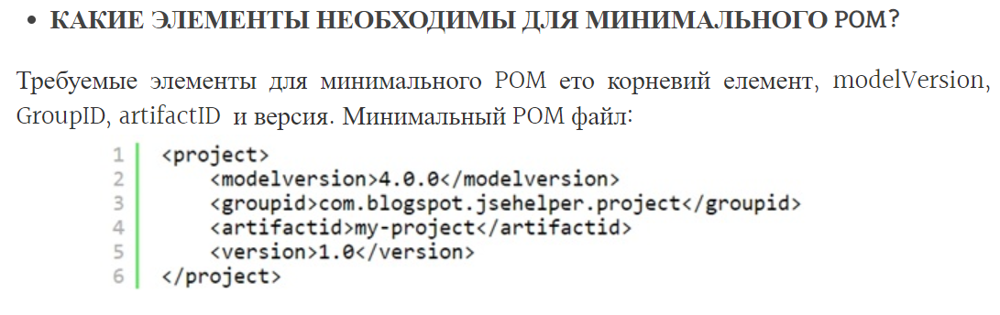 • КАКИЕ ЭЛЕМЕНТЫ НЕОБХОДИМЫ ДЛЯ МИНИМАЛЬНОГО POM?
Требуемые элементы для минимального POM ето корневий елемент, modelVersion,
GroupID, artifactID и версия. Минимальный POM файл:
1 <project>
2 <modelversion>4.0.0</modelversion>
3 <groupid>com.blogspot.jsehelper.project</groupid>
4 <artifactid>my-project</artifactid>
5 <version>1.0</version>
6 </project>